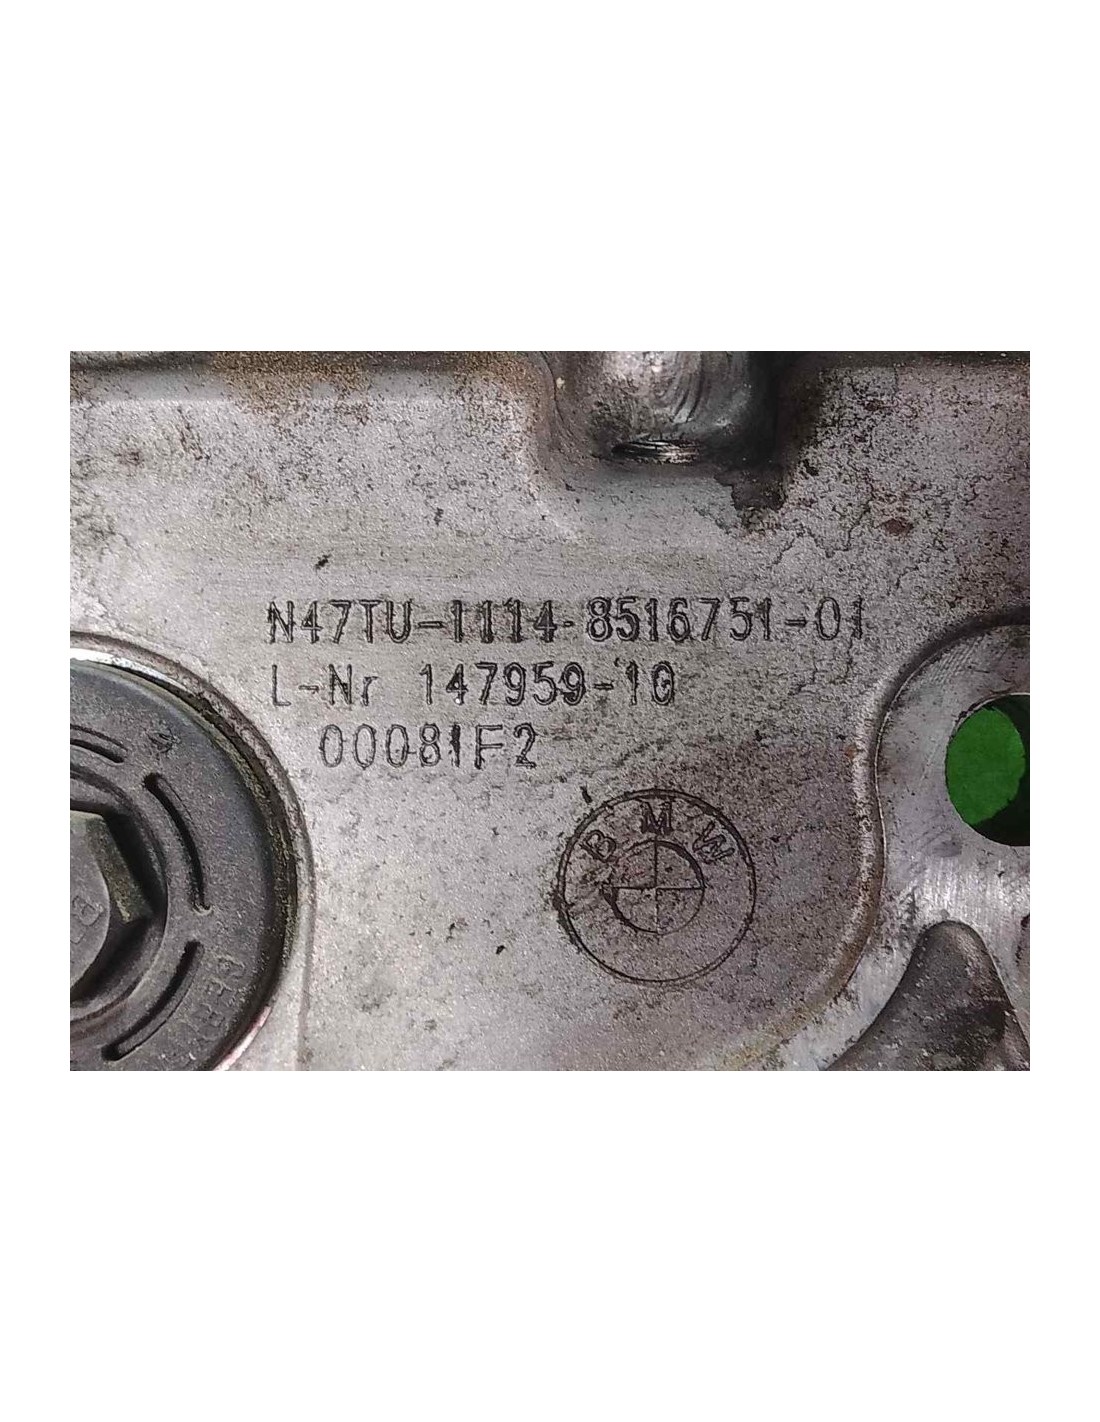 N47TU-1114-8516751-01
L-Nr 147959-10
00081F2
BMW